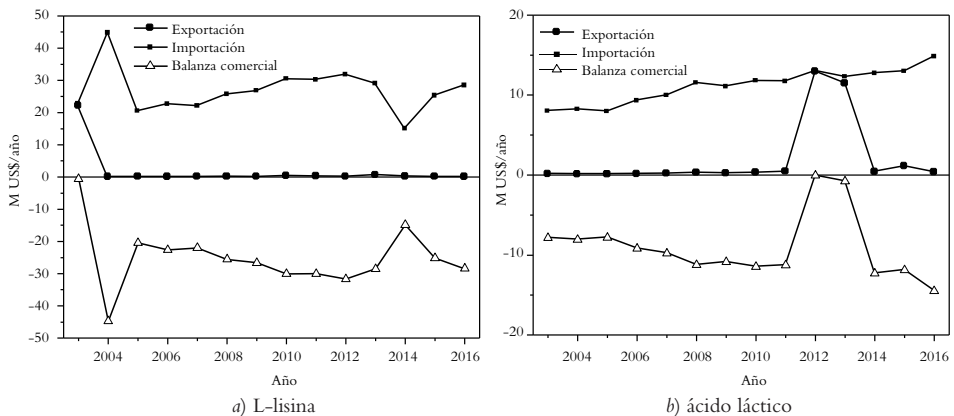 50
40
30
20
10
0
-10
-20
-30
-40
-50
M US$/año
Exportación
Importación
Balanza comercial
2004 2006 2008 2010 2012 2014 2016
Año
a) L-lisina
20
10
0
-10
-20
M US$/año
Exportación
Importación
Balanza comercial
2004 2006 2008 2010 2012 2014 2016
Año
b) ácido láctico